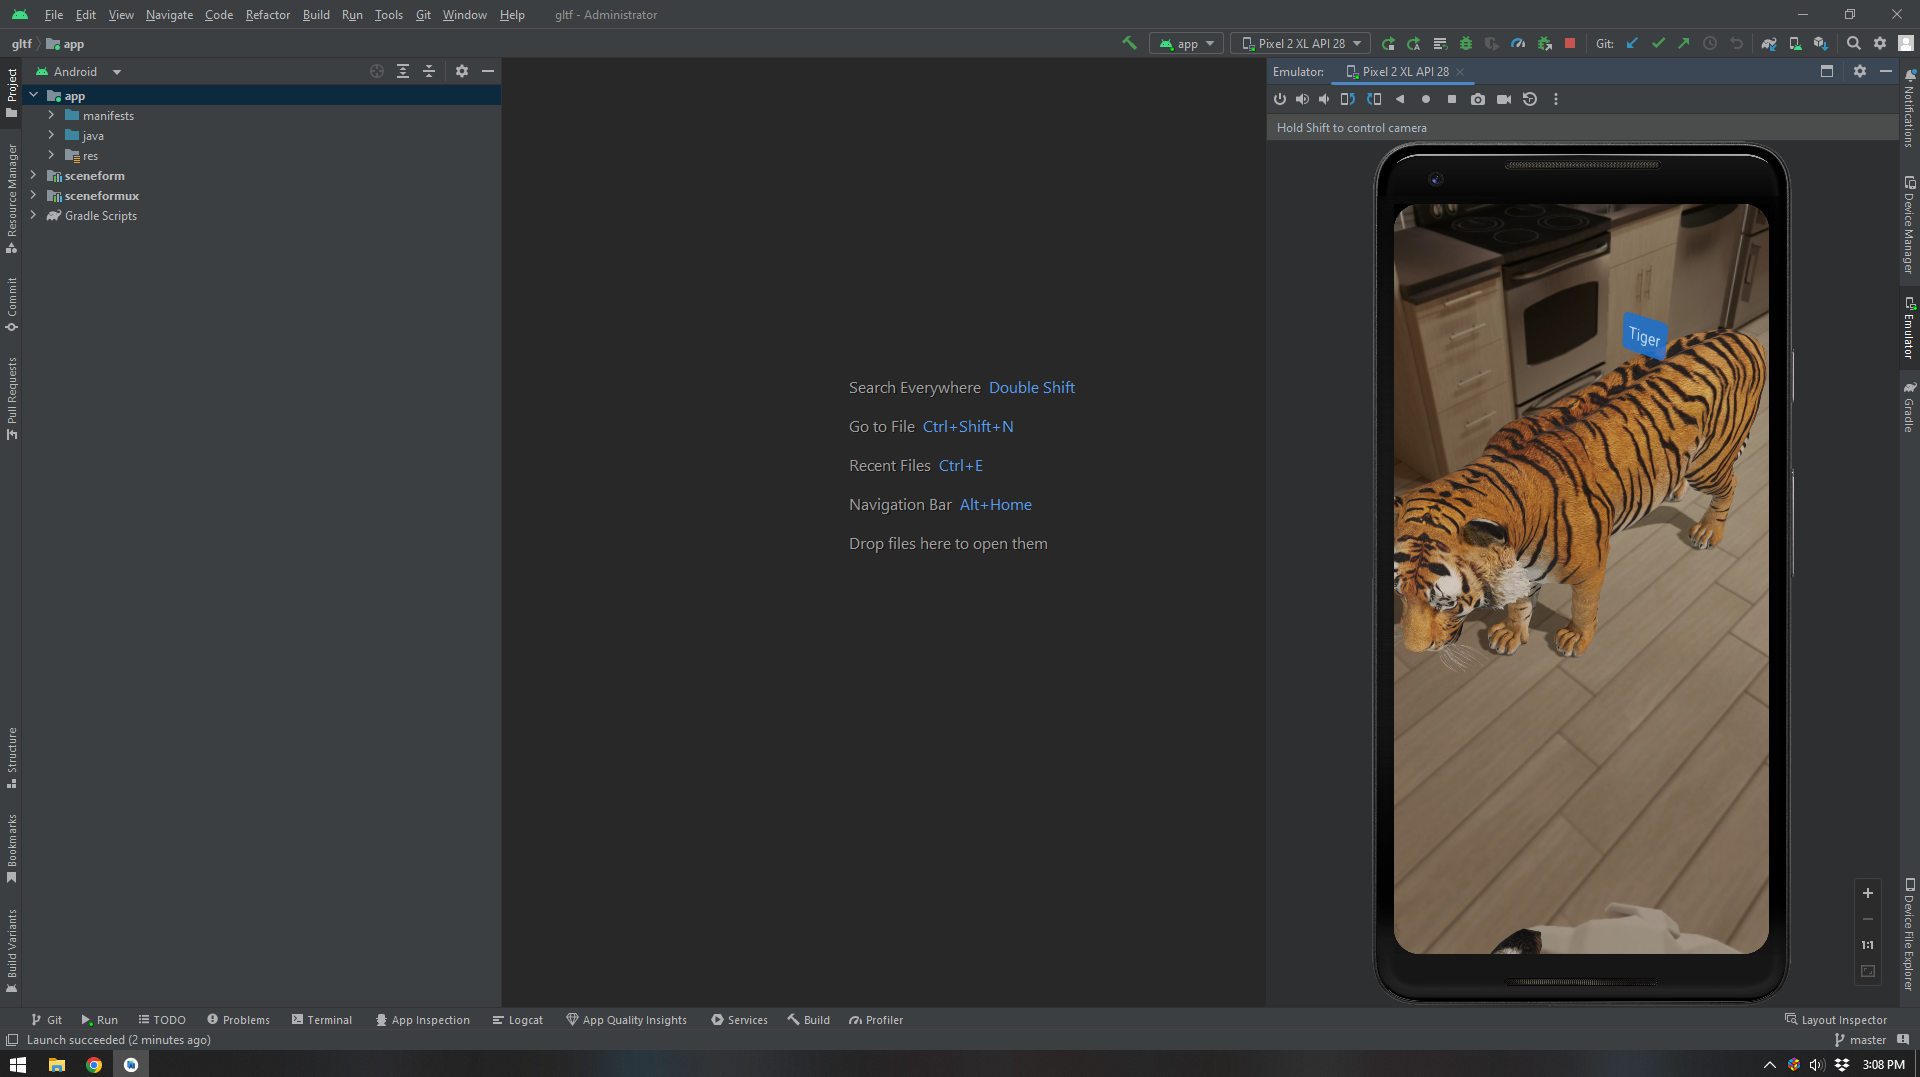 File Edit View Navigate Code Refactor Build Run Tools Git Window Help gltf - Administrator
gltf app
app Pixel 2 XL API 28 Git:
Project
Android
Emulator: Pixel 2 XL API 28
app
manifests
java
res
sceneform
sceneformux
Gradle Scripts
Hold Shift to control camera
Resource Manager
Commit
Pull Requests
Structure
Bookmarks
Build Variants
Search Everywhere Double Shift
Go to File Ctrl+Shift+N
Recent Files Ctrl+E
Navigation Bar Alt+Home
Drop files here to open them
Tiger
1:1
Notifications
Device Manager
Emulator
Gradle
Device File Explorer
Git Run TODO Problems Terminal App Inspection Logcat App Quality Insights Services Build Profiler Layout Inspector
Launch succeeded (2 minutes ago) master
3:08 PM